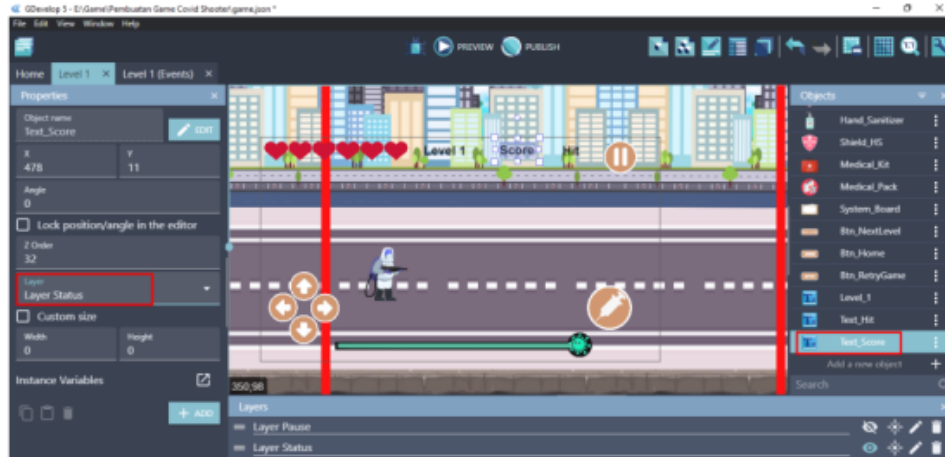 GDevelop 5 - E:\Game\Pembuatan Game Covid Shooter\game.json *
File Edit View Window Help
PREVIEW PUBLISH
Home Level 1 × Level 1 (Events) ×
Properties ×
Object name
Text_Score
EDIT
X Y
478 11
Angle
0
Lock position/angle in the editor
Z Order
32
Layer
Layer Status
Custom size
Width Height
0 0
Instance Variables
+ ADD
Level 1 Score Hit
350;98
Layers
Layer Pause
Layer Status
Objects
Hand_Sanitizer
Shield_HS
Medical_Kit
Medical_Pack
System_Board
Btn_NextLevel
Btn_Home
Btn_RetryGame
Level_1
Text_Hit
Text_Score
Add a new object +
Search